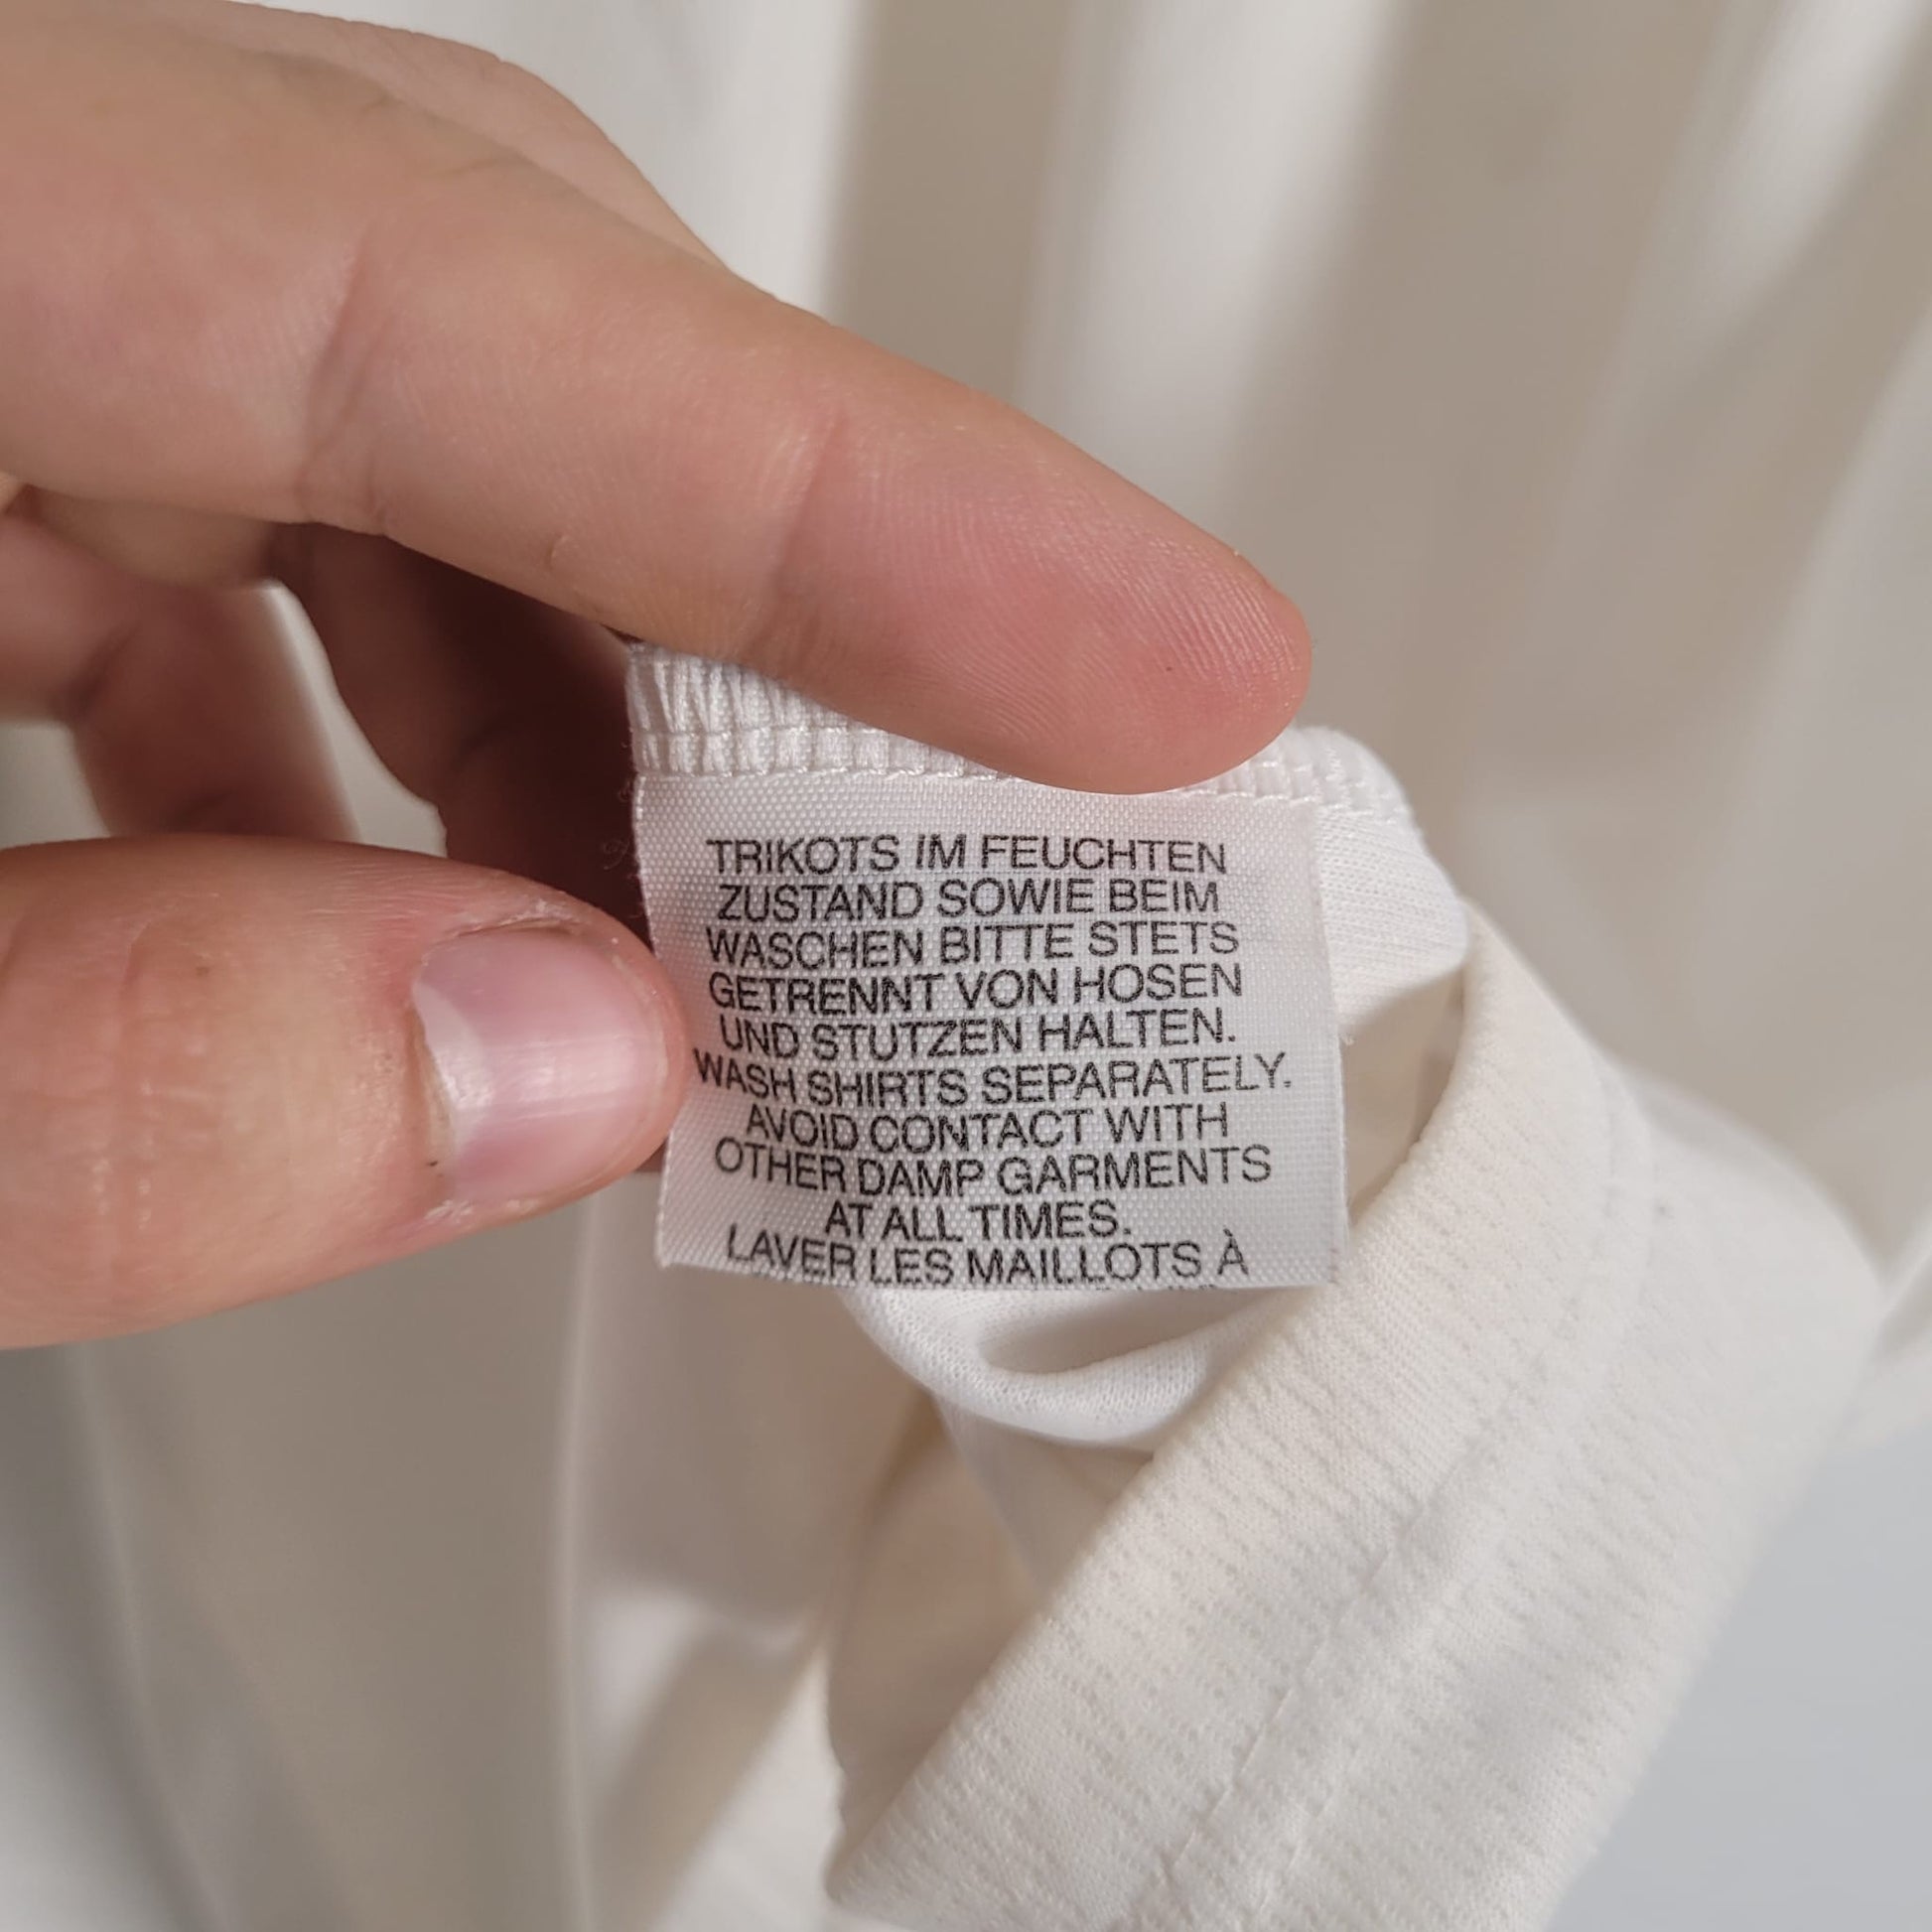 TRIKOTS IM FEUCHTEN
ZUSTAND SOWIE BEIM
WASCHEN BITTE STETS
GETRENNT VON HOSEN
UND STUTZEN HALTEN.
WASH SHIRTS SEPARATELY.
AVOID CONTACT WITH
OTHER DAMP GARMENTS
AT ALL TIMES.
LAVER LES MAILLOTS À